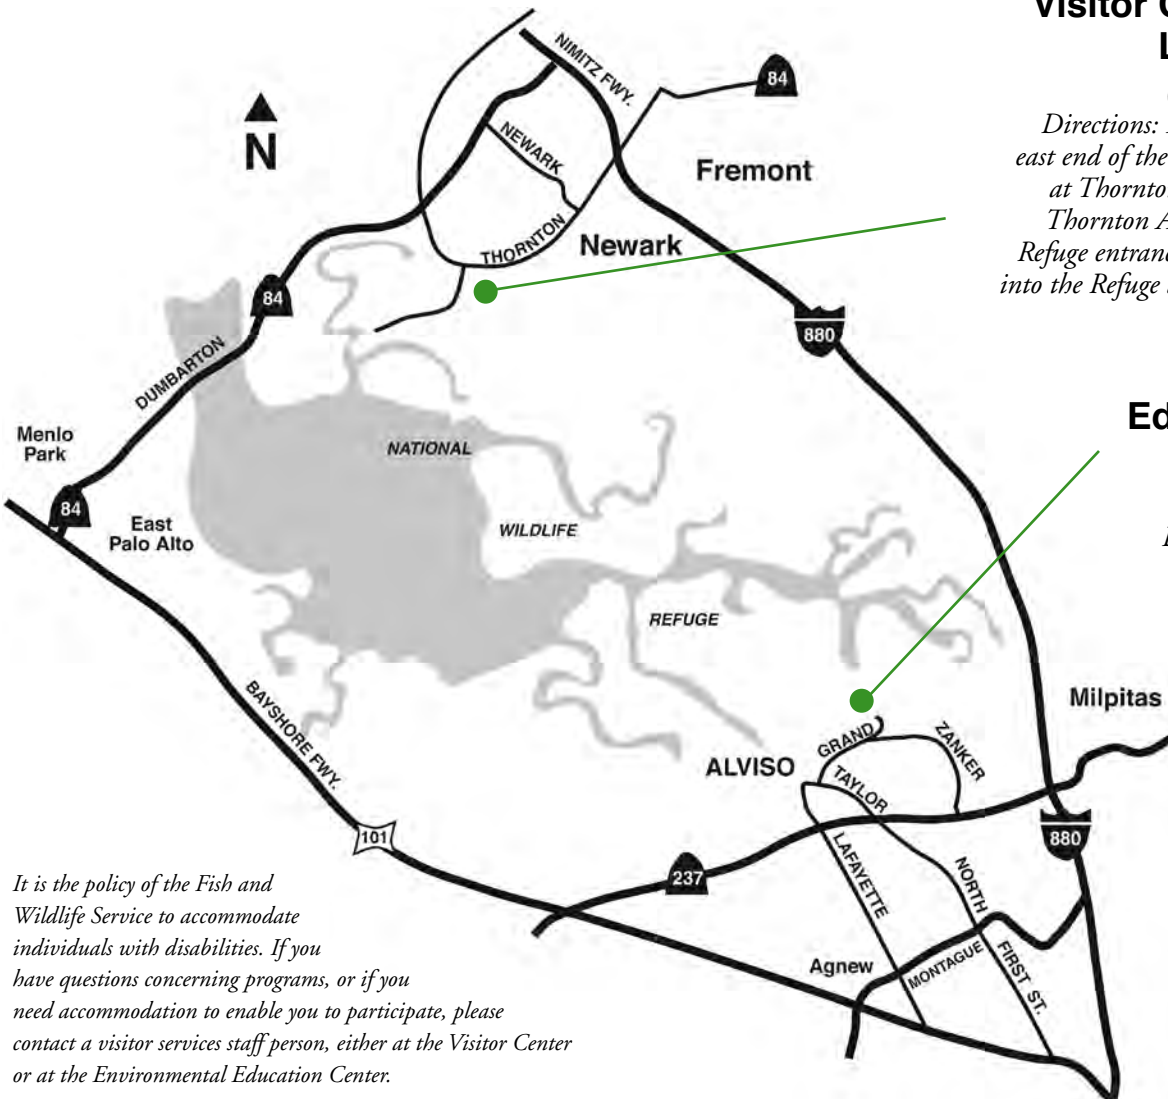 Visitor
Directions:
east end of the
at
Thornton
Refuge
into the Refuge
NIMITZ FWY.
84
N
NEWARK
Fremont
THORNTON
Newark
84
880
DUMBARTON
Menlo
Park
NATIONAL
84
East
Palo Alto
WILDLIFE
REFUGE
BAYSHORE FWY.
Milpitas
GRAND
ZANKER
ALVISO
TAYLOR
101
880
237
LAFAYETTE
NORTH
FIRST ST.
Agnew
MONTAGUE
It is the policy of the Fish and
Wildlife Service to accommodate
individuals with disabilities. If you
have questions concerning programs, or if you
need accommodation to enable you to participate, please
contact a visitor services staff person, either at the Visitor Center
or at the Environmental Education Center.